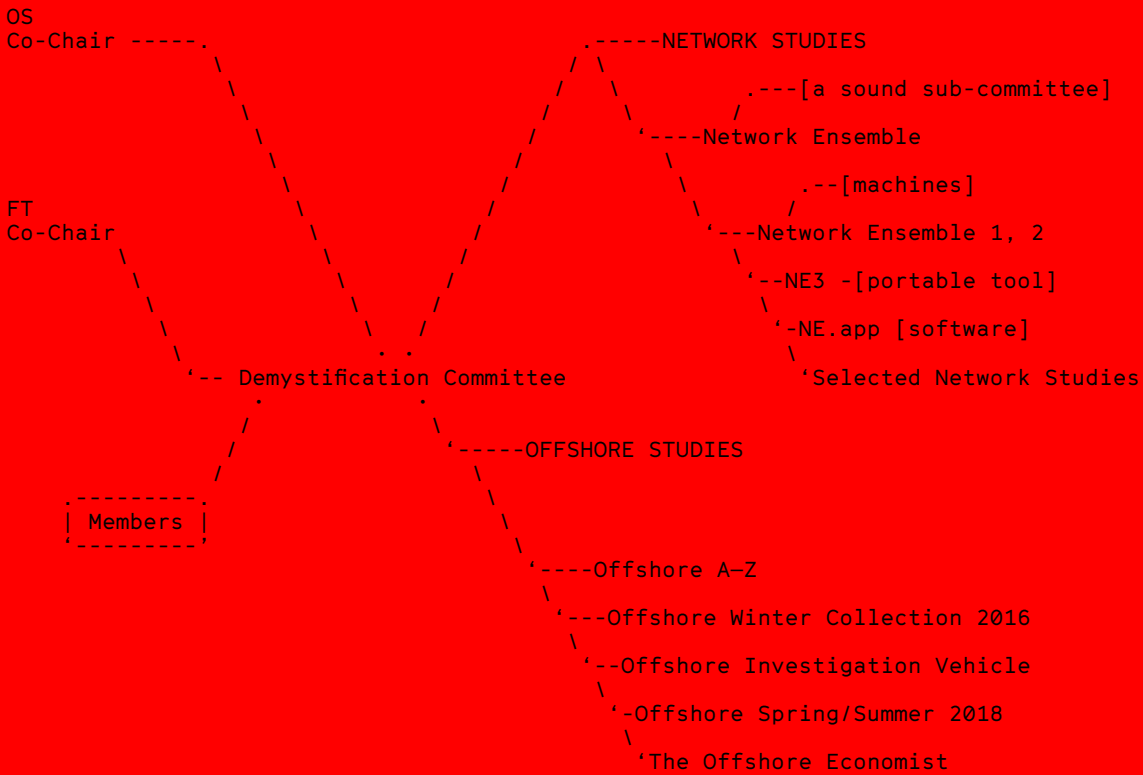 OS
Co-Chair -----.
.-----NETWORK STUDIES
.---[a sound sub-committee]
‘----Network Ensemble
.--[machines]
FT
Co-Chair
‘---Network Ensemble 1, 2
‘--NE3 -[portable tool]
‘-NE.app [software]
‘-- Demystification Committee
‘Selected Network Studies
‘-----OFFSHORE STUDIES
| Members |
‘----Offshore A—Z
‘---Offshore Winter Collection 2016
‘--Offshore Investigation Vehicle
‘-Offshore Spring/Summer 2018
‘The Offshore Economist